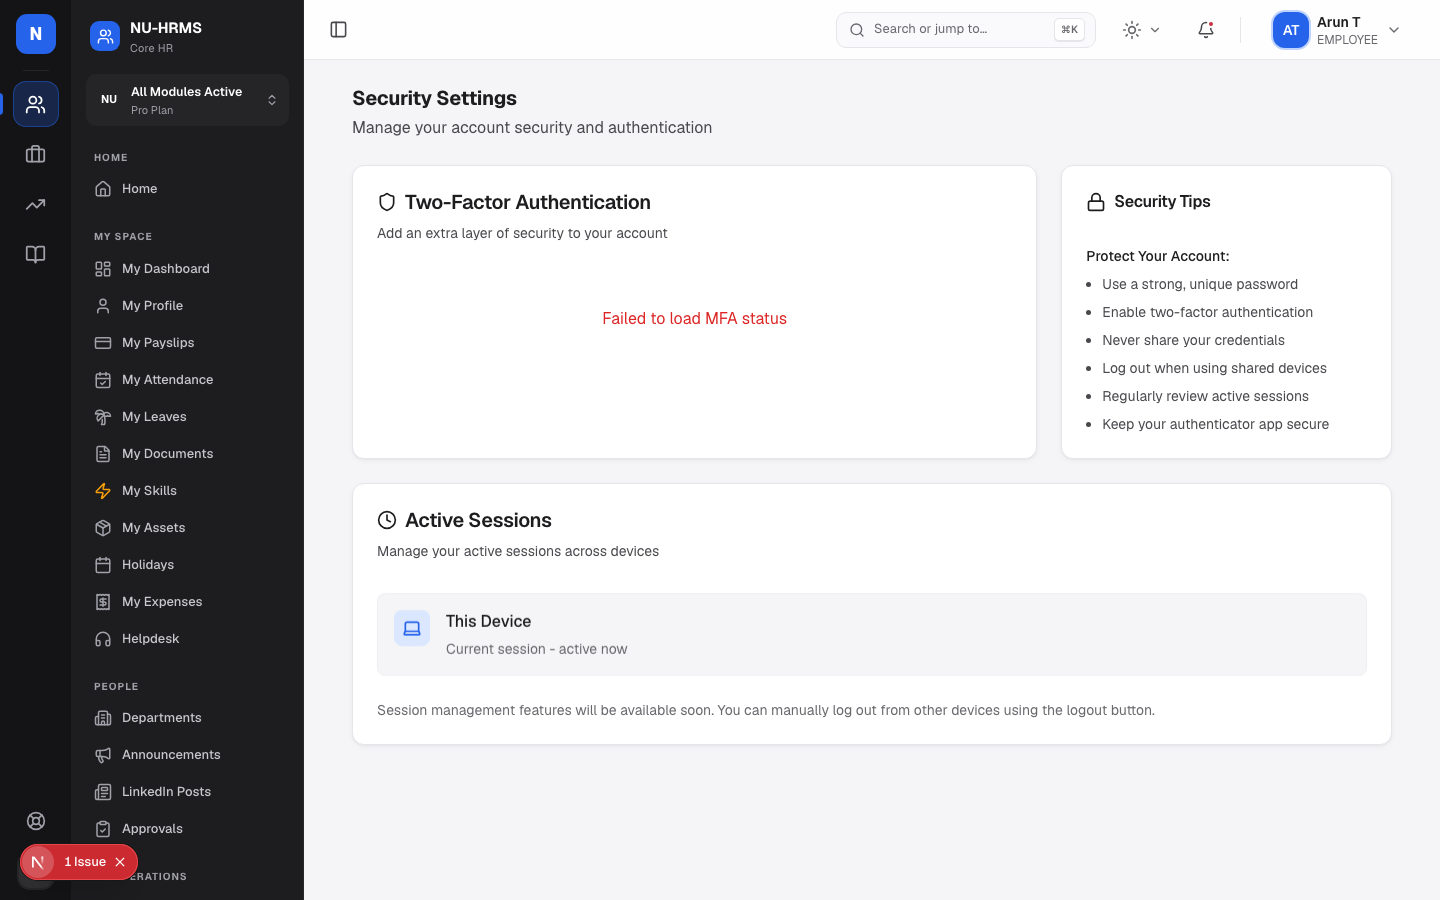 N
NU-HRMS
Core HR
NU
All Modules Active
Pro Plan
HOME
Home
MY SPACE
My Dashboard
My Profile
My Payslips
My Attendance
My Leaves
My Documents
My Skills
My Assets
Holidays
My Expenses
Helpdesk
PEOPLE
Departments
Announcements
LinkedIn Posts
Approvals
N 1 Issue
ERATIONS
Search or jump to...
⌘K
AT
Arun T
EMPLOYEE
Security Settings
Manage your account security and authentication
Two-Factor Authentication
Add an extra layer of security to your account
Failed to load MFA status
Security Tips
Protect Your Account:
Use a strong, unique password
Enable two-factor authentication
Never share your credentials
Log out when using shared devices
Regularly review active sessions
Keep your authenticator app secure
Active Sessions
Manage your active sessions across devices
This Device
Current session - active now
Session management features will be available soon. You can manually log out from other devices using the logout button.